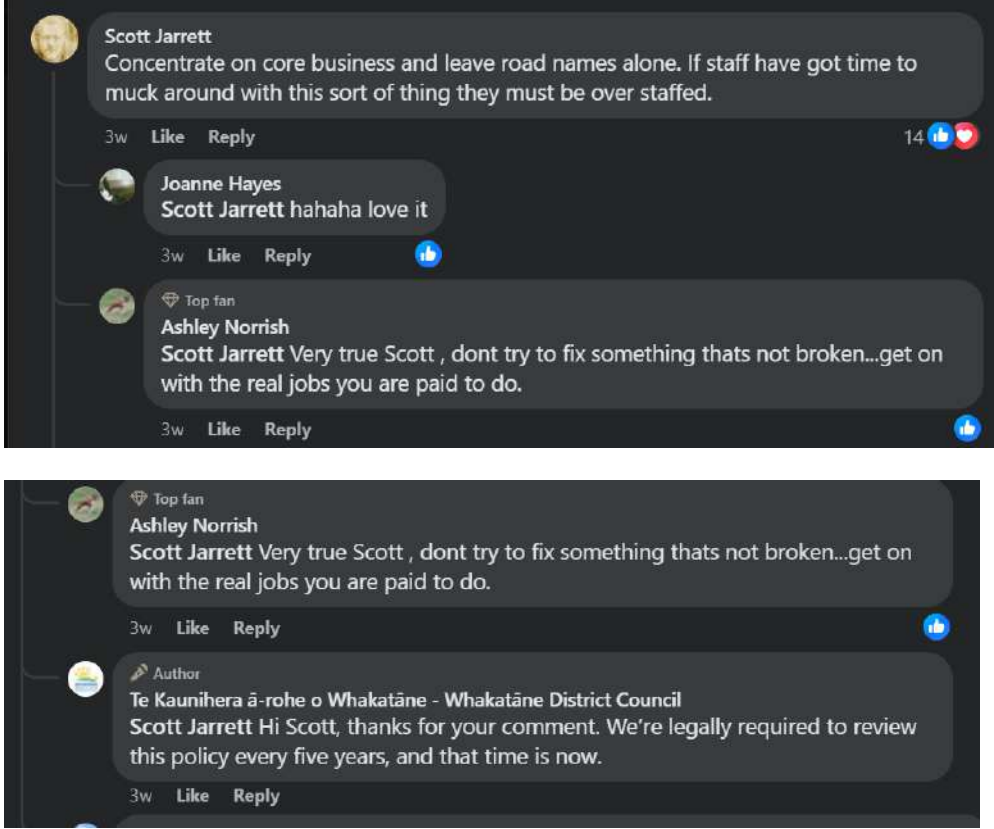 Scott Jarrett
Concentrate on core business and leave road names alone. If staff have got time to
muck around with this sort of thing they must be over staffed.
3w Like Reply 14
Joanne Hayes
Scott Jarrett hahaha love it
3w Like Reply
Top fan
Ashley Norrish
Scott Jarrett Very true Scott , dont try to fix something thats not broken...get on
with the real jobs you are paid to do.
3w Like Reply
Top fan
Ashley Norrish
Scott Jarrett Very true Scott , dont try to fix something thats not broken...get on
with the real jobs you are paid to do.
3w Like Reply
Author
Te Kaunihera ā-rohe o Whakatāne - Whakatāne District Council
Scott Jarrett Hi Scott, thanks for your comment. We’re legally required to review
this policy every five years, and that time is now.
3w Like Reply